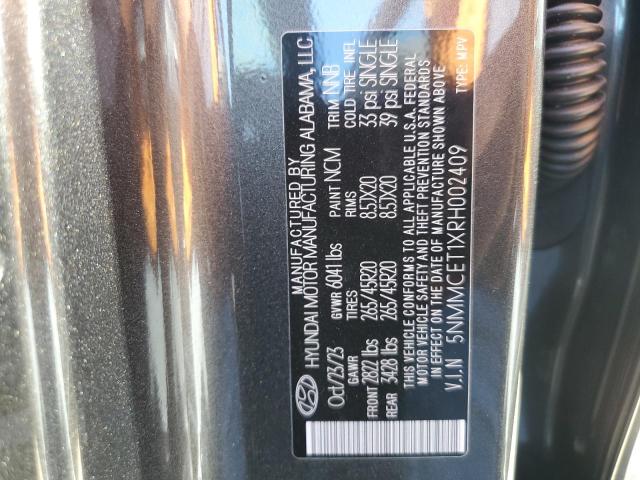 MANUFACTURED BY
HYUNDAI MOTOR MANUFACTURING ALABAMA, LLC
Oct/23/23 GVWR 6041 lbs PAINT NCM TRIM NNB
GAWR TIRES RIMS COLD TIRE INFL
FRONT 2822 lbs 265/45R20 8.5JX20 33 psi SINGLE
REAR 3428 lbs 265/45R20 8.5JX20 39 psi SINGLE
THIS VEHICLE CONFORMS TO ALL APPLICABLE U.S.A. FEDERAL
MOTOR VEHICLE SAFETY AND THEFT PREVENTION STANDARDS
IN EFFECT ON THE DATE OF MANUFACTURE SHOWN ABOVE
V.I.N 5NMMCET1XRH002409 TYPE: MPV